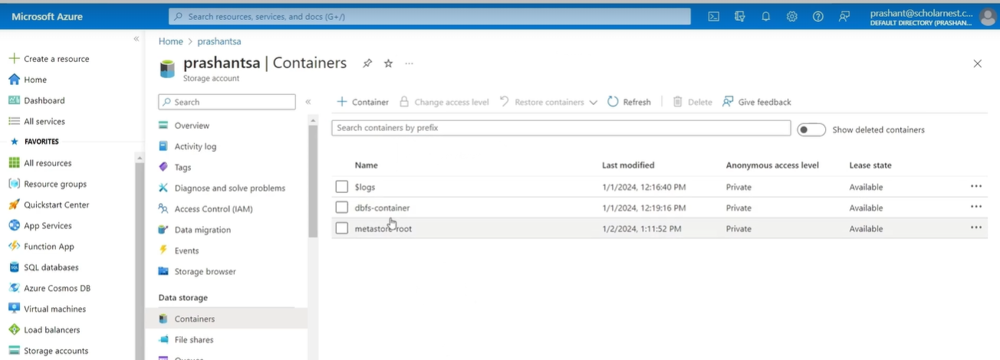 Microsoft Azure
Search resources, services, and docs (G+/)
prashant@scholarnest.c...
DEFAULT DIRECTORY (PRASHAN...
Create a resource
Home
Dashboard
All services
FAVORITES
All resources
Resource groups
Quickstart Center
App Services
Function App
SQL databases
Azure Cosmos DB
Virtual machines
Load balancers
Storage accounts
Home > prashantsa
prashantsa | Containers
Storage account
Search
Overview
Activity log
Tags
Diagnose and solve problems
Access Control (IAM)
Data migration
Events
Storage browser
Data storage
Containers
File shares
Container Change access level Restore containers Refresh Delete Give feedback
Search containers by prefix
Show deleted containers
Name Last modified Anonymous access level Lease state
$logs 1/1/2024, 12:16:40 PM Private Available
dbfs-container 1/1/2024, 12:19:16 PM Private Available
metastore-root 1/2/2024, 1:11:52 PM Private Available